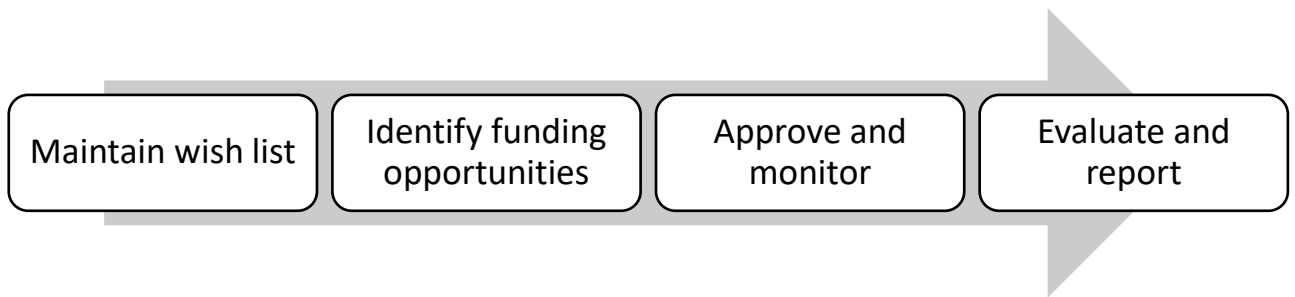 Maintain wish list
Identify funding
opportunities
Approve and
monitor
Evaluate and
report